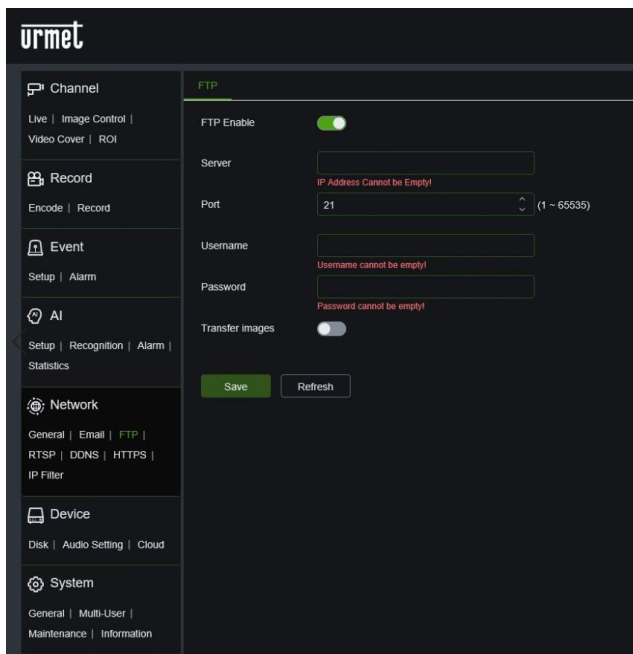 urmet
Channel
Live | Image Control |
Video Cover | ROI
Record
Encode | Record
Event
Setup | Alarm
AI
Setup | Recognition | Alarm |
Statistics
Network
General | Email | FTP |
RTSP | DDNS | HTTPS |
IP Filter
Device
Disk | Audio Setting | Cloud
System
General | Multi-User |
Maintenance | Information
FTP
FTP Enable
Server
IP Address Cannot be Empty!
Port 21 (1 ~ 65535)
Username
Username cannot be empty!
Password
Password cannot be empty!
Transfer images
Save Refresh